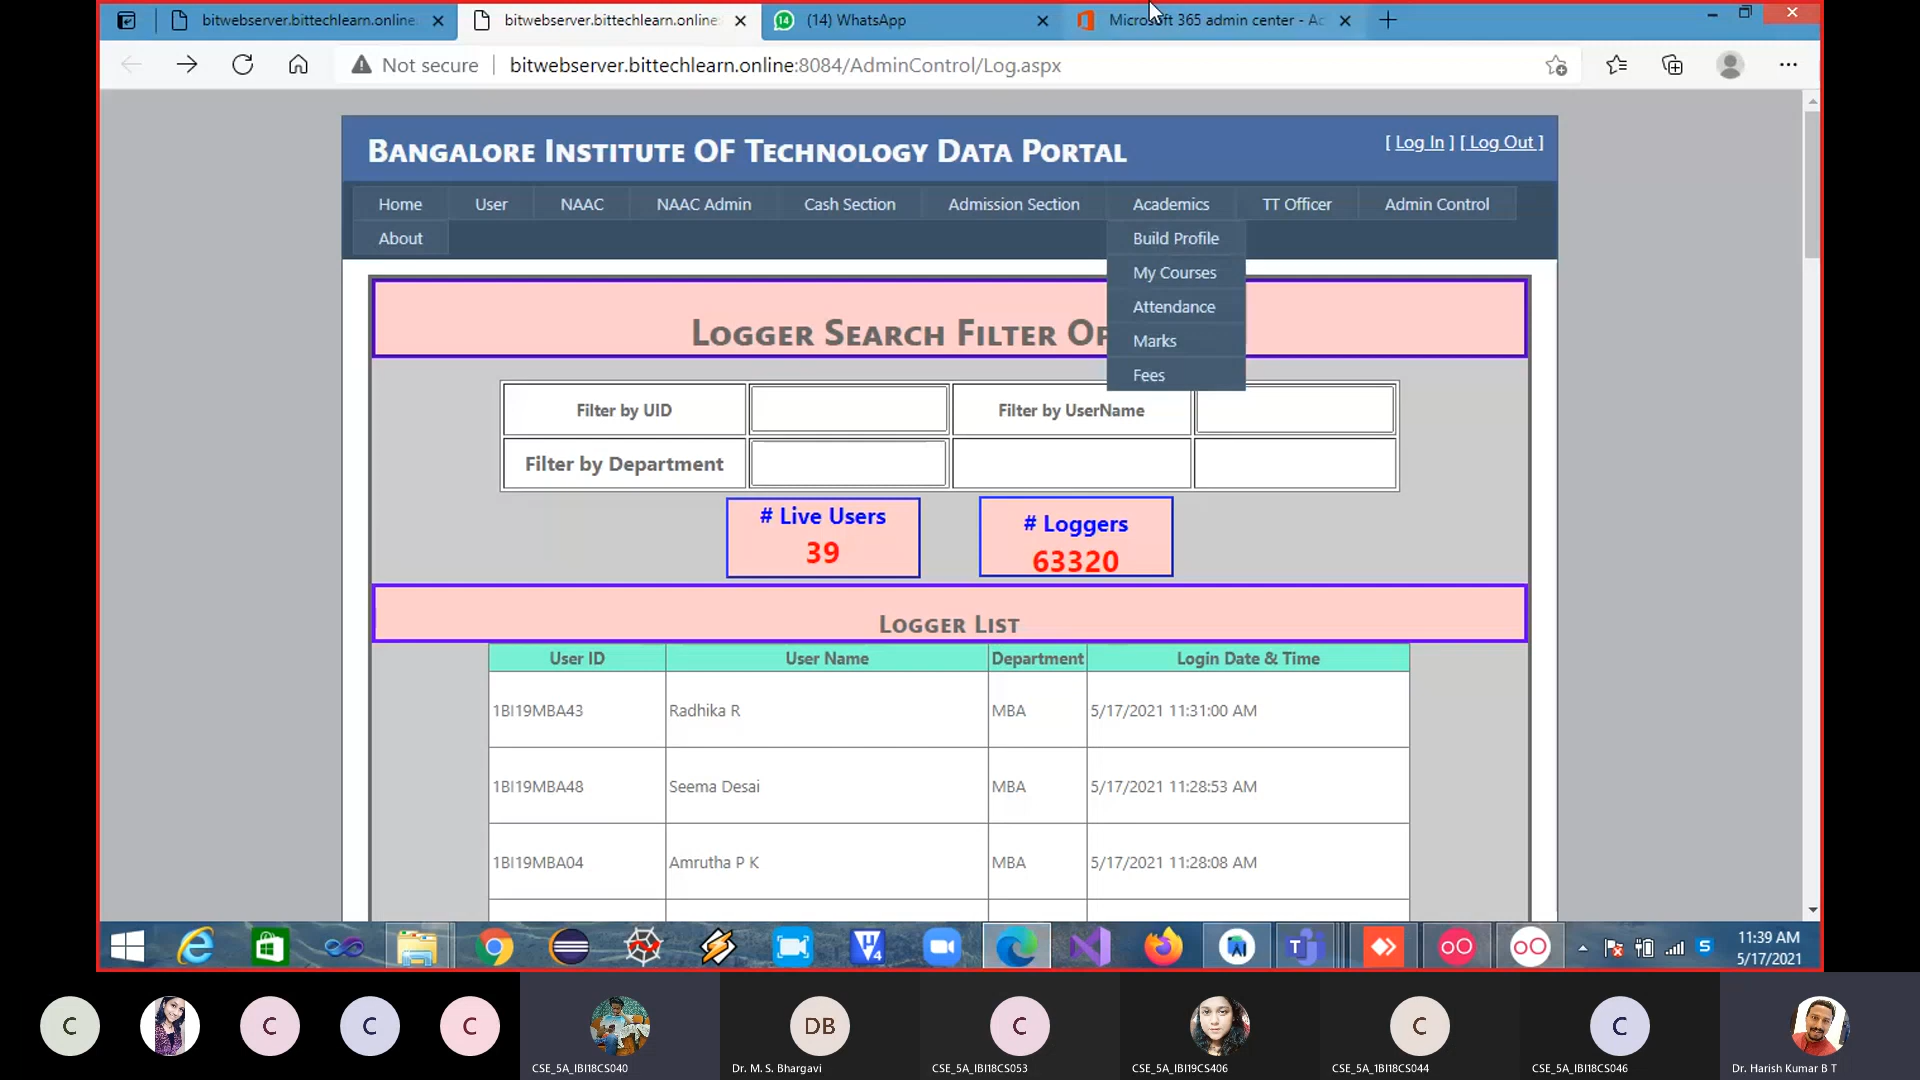 bitwebserver.bittechlearn.online:
bitwebserver.bittechlearn.online:
(14) WhatsApp
Microsoft 365 admin center - Ac
Not secure
bitwebserver.bittechlearn.online:8084/AdminControl/Log.aspx
Bangalore Institute OF Technology Data Portal
[ Log In ] [ Log Out ]
Home
User
NAAC
NAAC Admin
Cash Section
Admission Section
Academics
TT Officer
Admin Control
About
Build Profile
My Courses
Attendance
Marks
Fees
Logger Search Filter Op
Filter by UID
Filter by UserName
Filter by Department
# Live Users
39
# Loggers
63320
Logger List
User ID
User Name
Department
Login Date & Time
1BI19MBA43
Radhika R
MBA
5/17/2021 11:31:00 AM
1BI19MBA48
Seema Desai
MBA
5/17/2021 11:28:53 AM
1BI19MBA04
Amrutha P K
MBA
5/17/2021 11:28:08 AM
11:39 AM
5/17/2021
C
C
C
C
DB
C
C
C
CSE_5A_IBI18CS040
Dr. M. S. Bhargavi
CSE_5A_IBI18CS053
CSE_5A_IBI19CS406
CSE_5A_1BI18CS044
CSE_5A_IBI18CS046
Dr. Harish Kumar B T